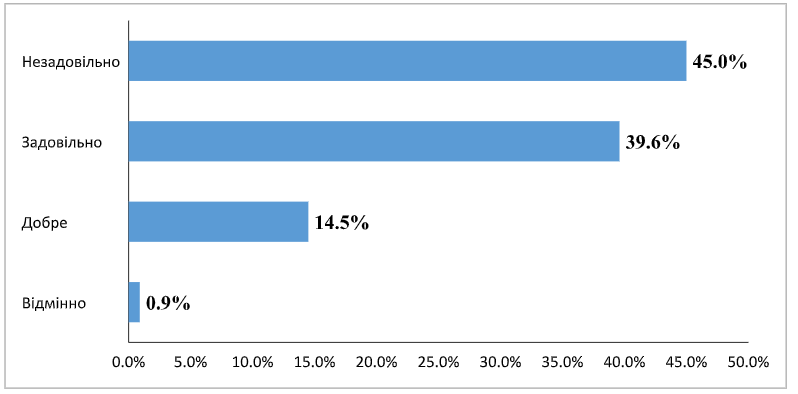 Незадовільно 45.0%
Задовільно 39.6%
Добре 14.5%
Відмінно 0.9%
0.0% 5.0% 10.0% 15.0% 20.0% 25.0% 30.0% 35.0% 40.0% 45.0% 50.0%